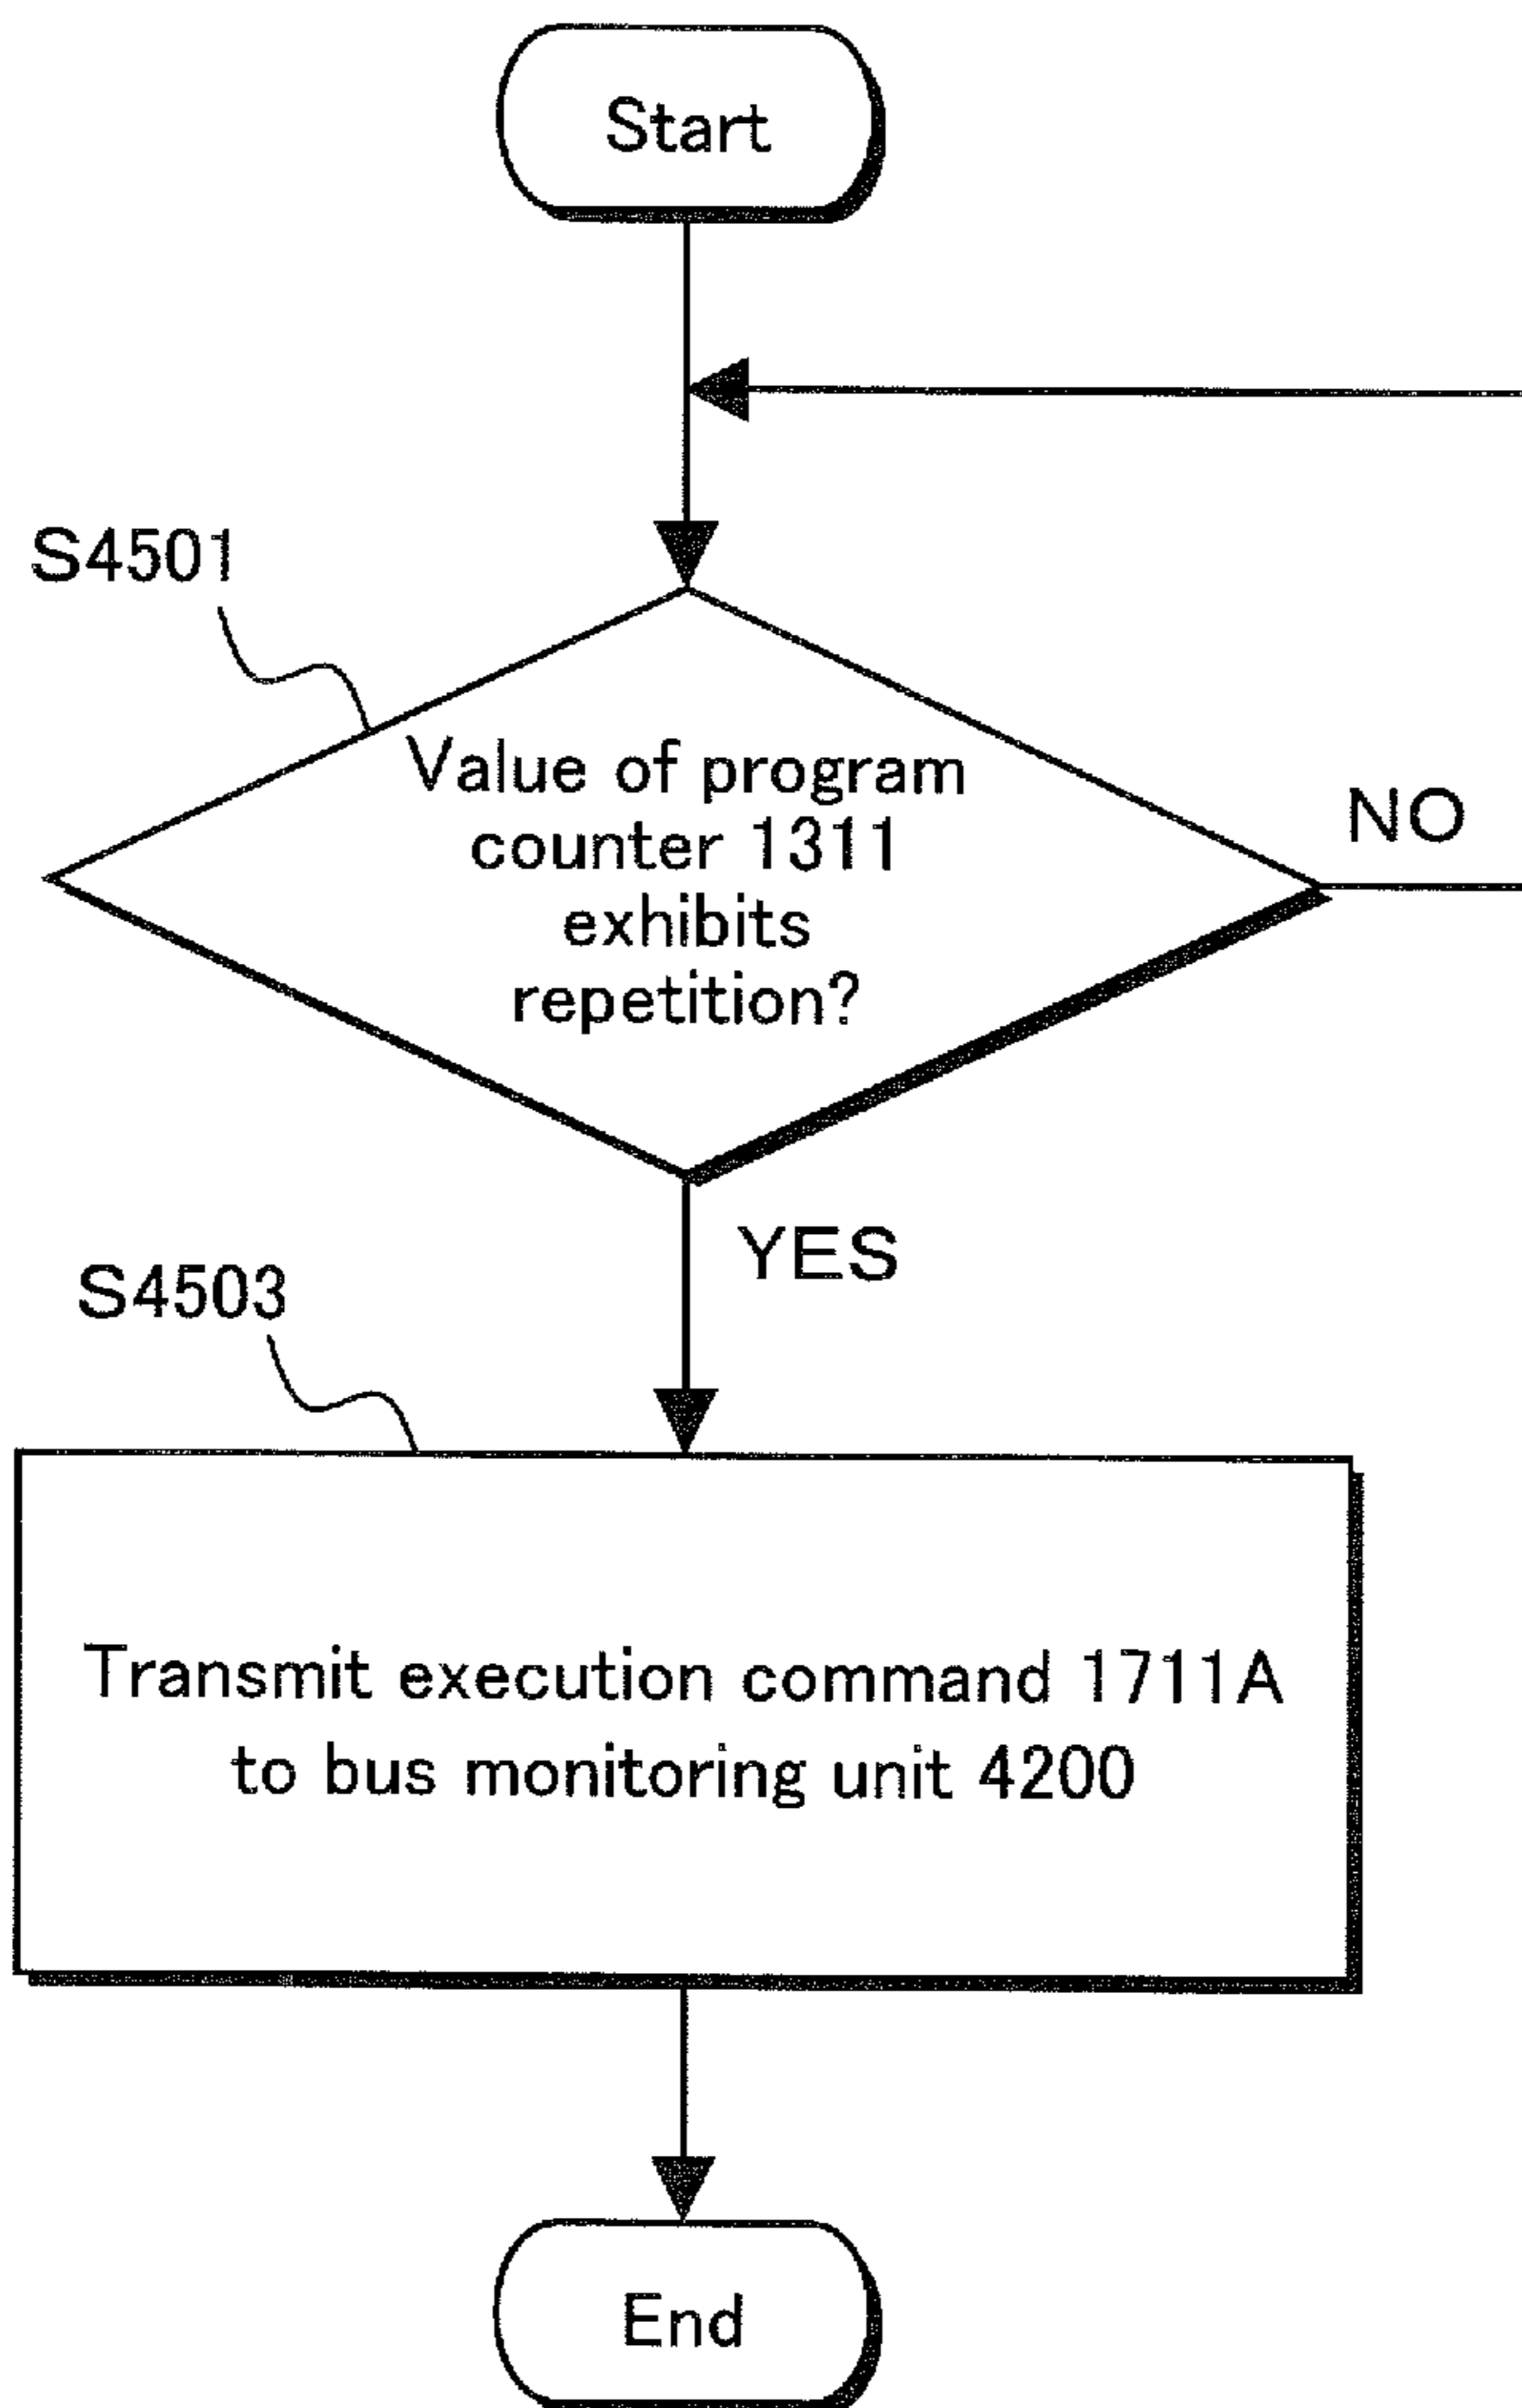 Start
S4501
Value of program
counter 1311
exhibits
repetition?
NO
YES
S4503
Transmit execution command 1711A
to bus monitoring unit 4200
End